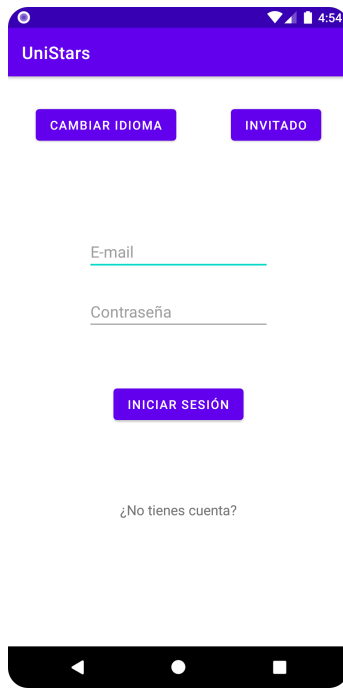 4:54
UniStars
CAMBIAR IDIOMA
INVITADO
E-mail
Contraseña
INICIAR SESIÓN
¿No tienes cuenta?